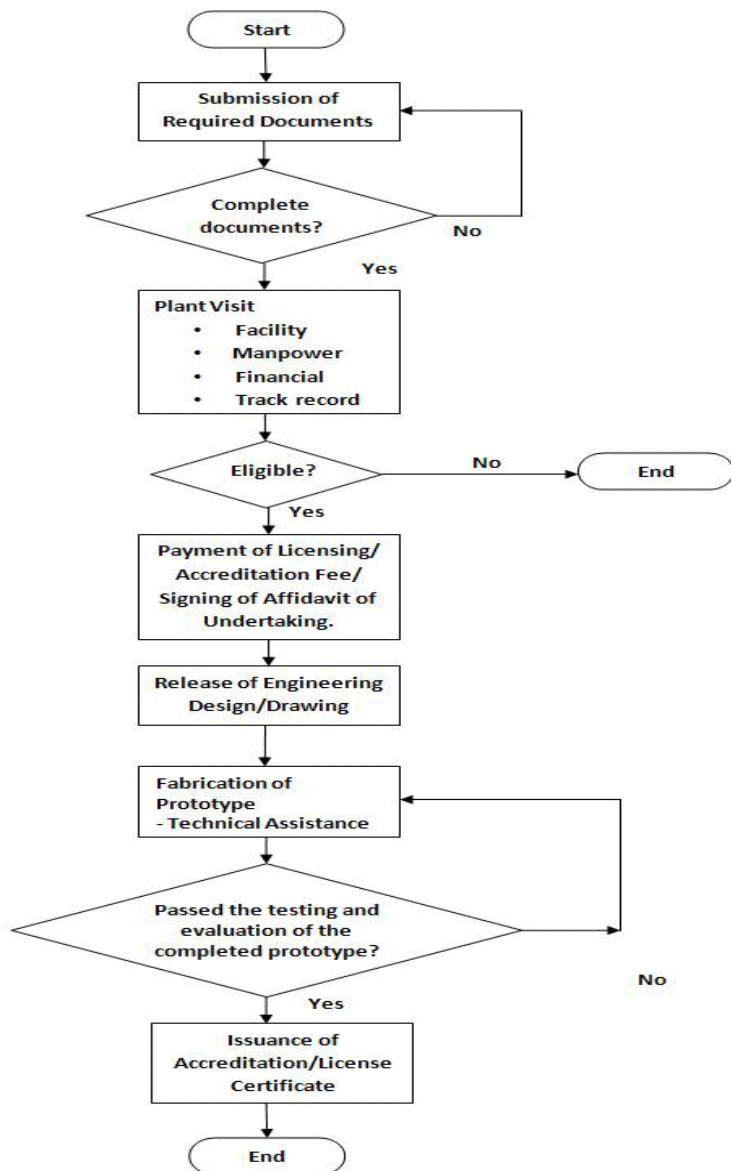 Start
Submission of
Required Documents
Complete
documents?
No
Yes
Plant Visit
• Facility
• Manpower
• Financial
• Track record
Eligible?
No
End
Yes
Payment of Licensing/
Accreditation Fee/
Signing of Affidavit of
Undertaking.
Release of Engineering
Design/Drawing
Fabrication of
Prototype
- Technical Assistance
Passed the testing and
evaluation of the
completed prototype?
No
Yes
Issuance of
Accreditation/License
Certificate
End